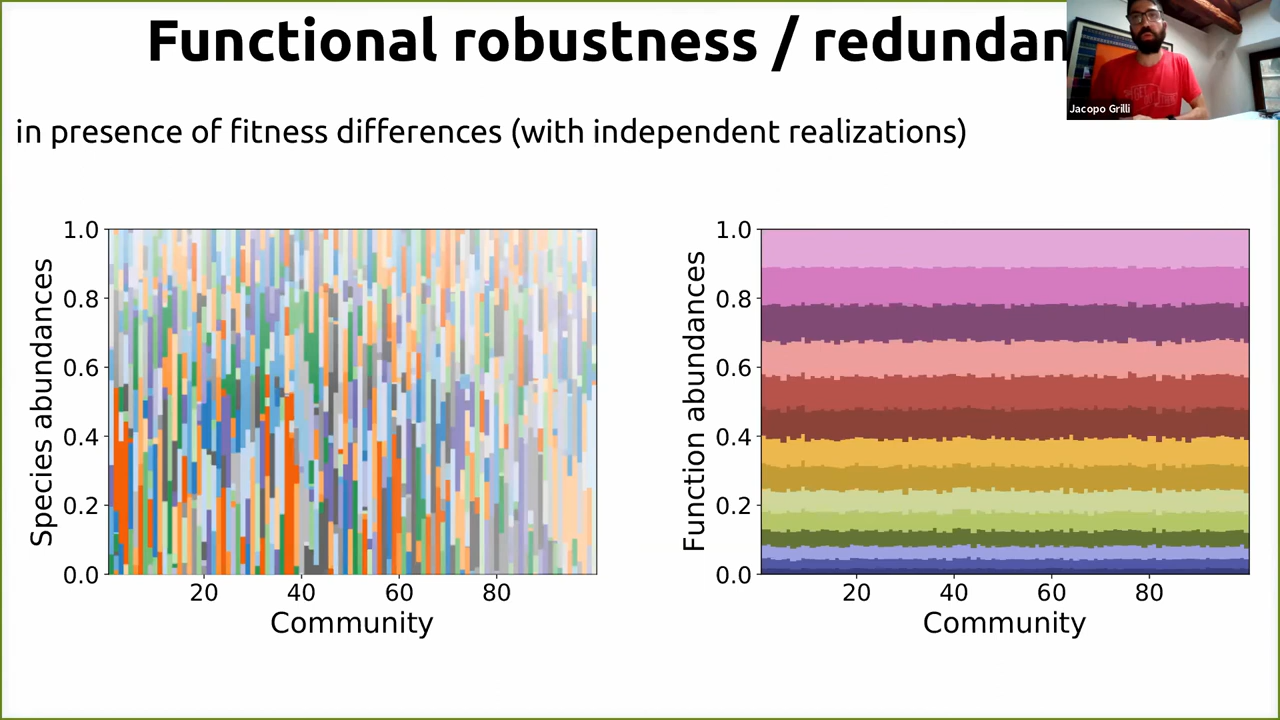 Functional robustness / redundan
Jacopo Grilli
in presence of fitness differences (with independent realizations)
Species abundances
1.0
0.8
0.6
0.4
0.2
0.0
20 40 60 80
Community
Function abundances
1.0
0.8
0.6
0.4
0.2
0.0
20 40 60 80
Community